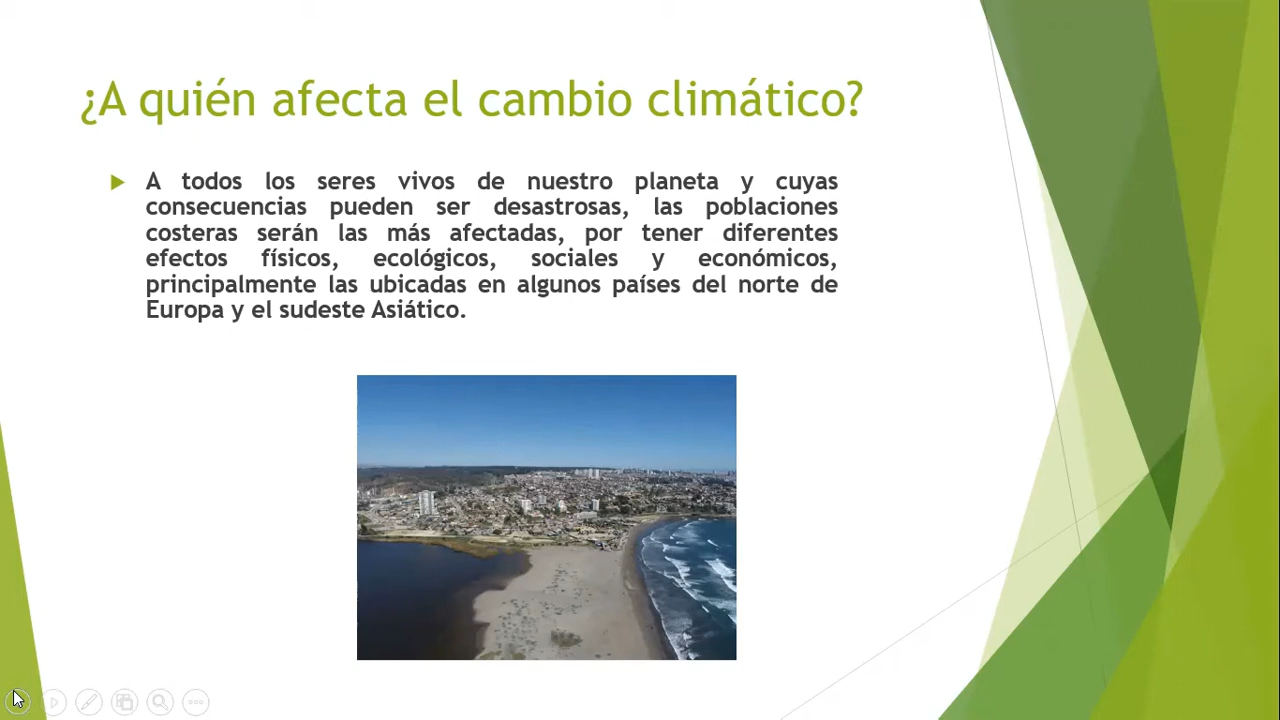 ¿A quién afecta el cambio climático?
A todos los seres vivos de nuestro planeta y cuyas
consecuencias pueden ser desastrosas, las poblaciones
costeras serán las más afectadas, por tener diferentes
efectos físicos, ecológicos, sociales y económicos,
principalmente las ubicadas en algunos países del norte de
Europa y el sudeste Asiático.